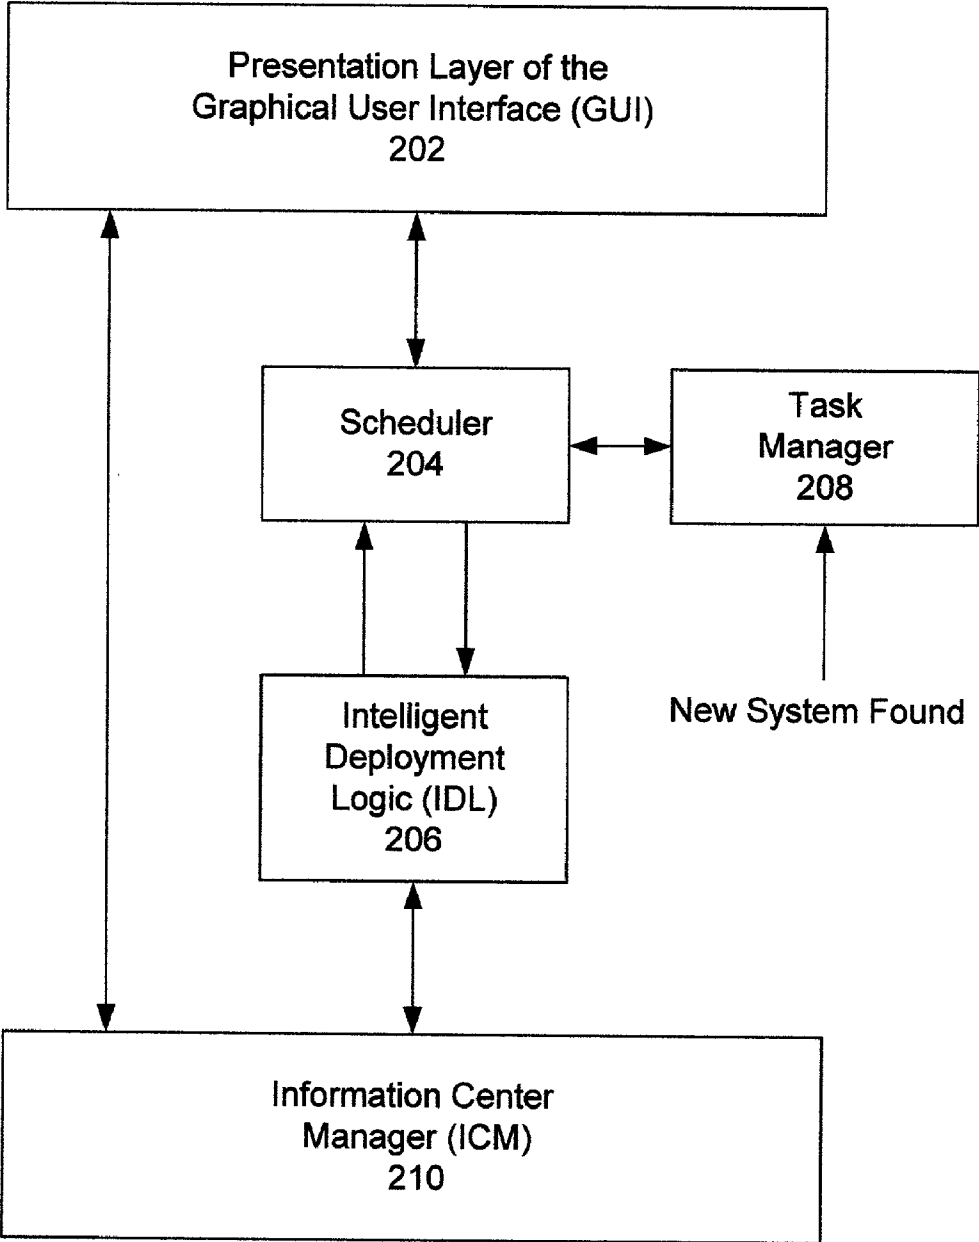 Presentation Layer of the
Graphical User Interface (GUI)
202
Scheduler
204
Task
Manager
208
New System Found
Intelligent
Deployment
Logic (IDL)
206
Information Center
Manager (ICM)
210